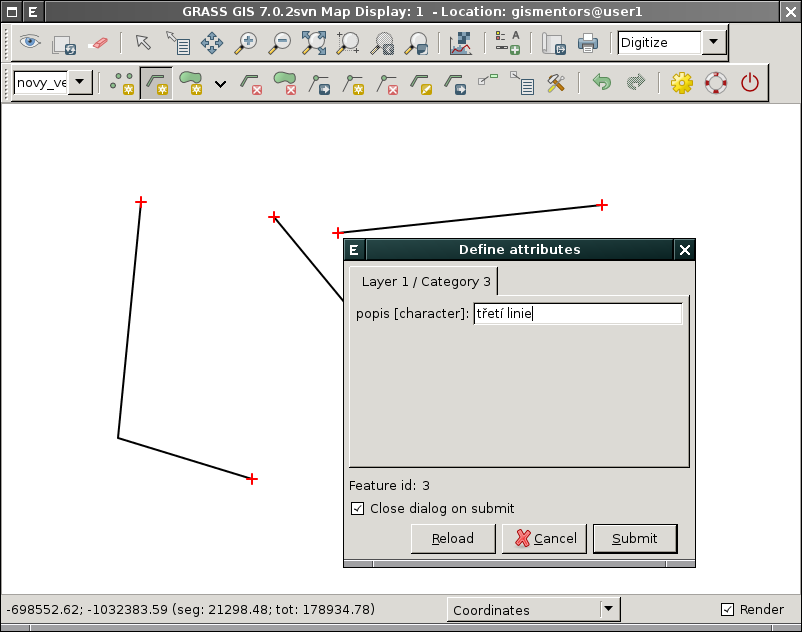 GRASS GIS 7.0.2svn Map Display: 1 - Location: gismentors@user1
Digitize
novy_ve
Define attributes
Layer 1 / Category 3
popis [character]: třetí linie
Feature id: 3
Close dialog on submit
Reload Cancel Submit
-698552.62; -1032383.59 (seg: 21298.48; tot: 178934.78) Coordinates Render